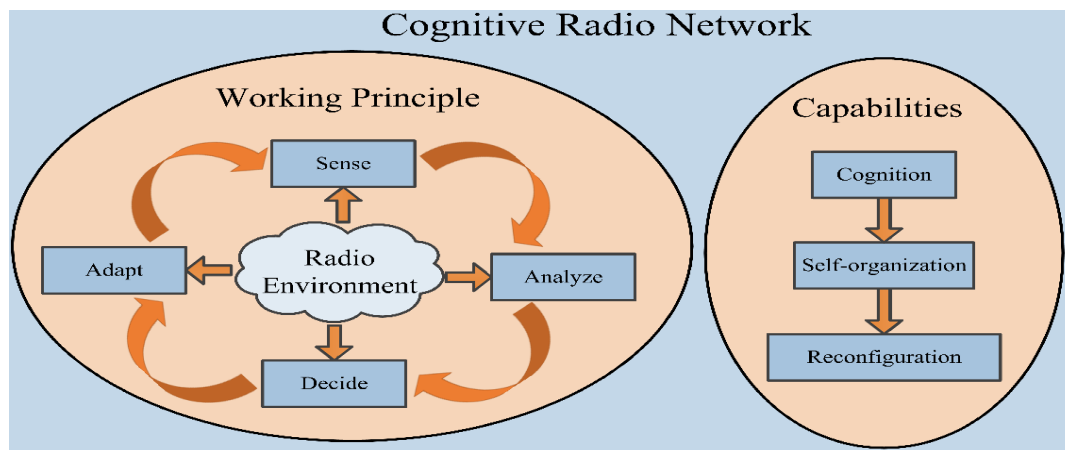 Cognitive Radio Network
Working Principle
Sense
Adapt
Radio
Environment
Analyze
Decide
Capabilities
Cognition
Self-organization
Reconfiguration